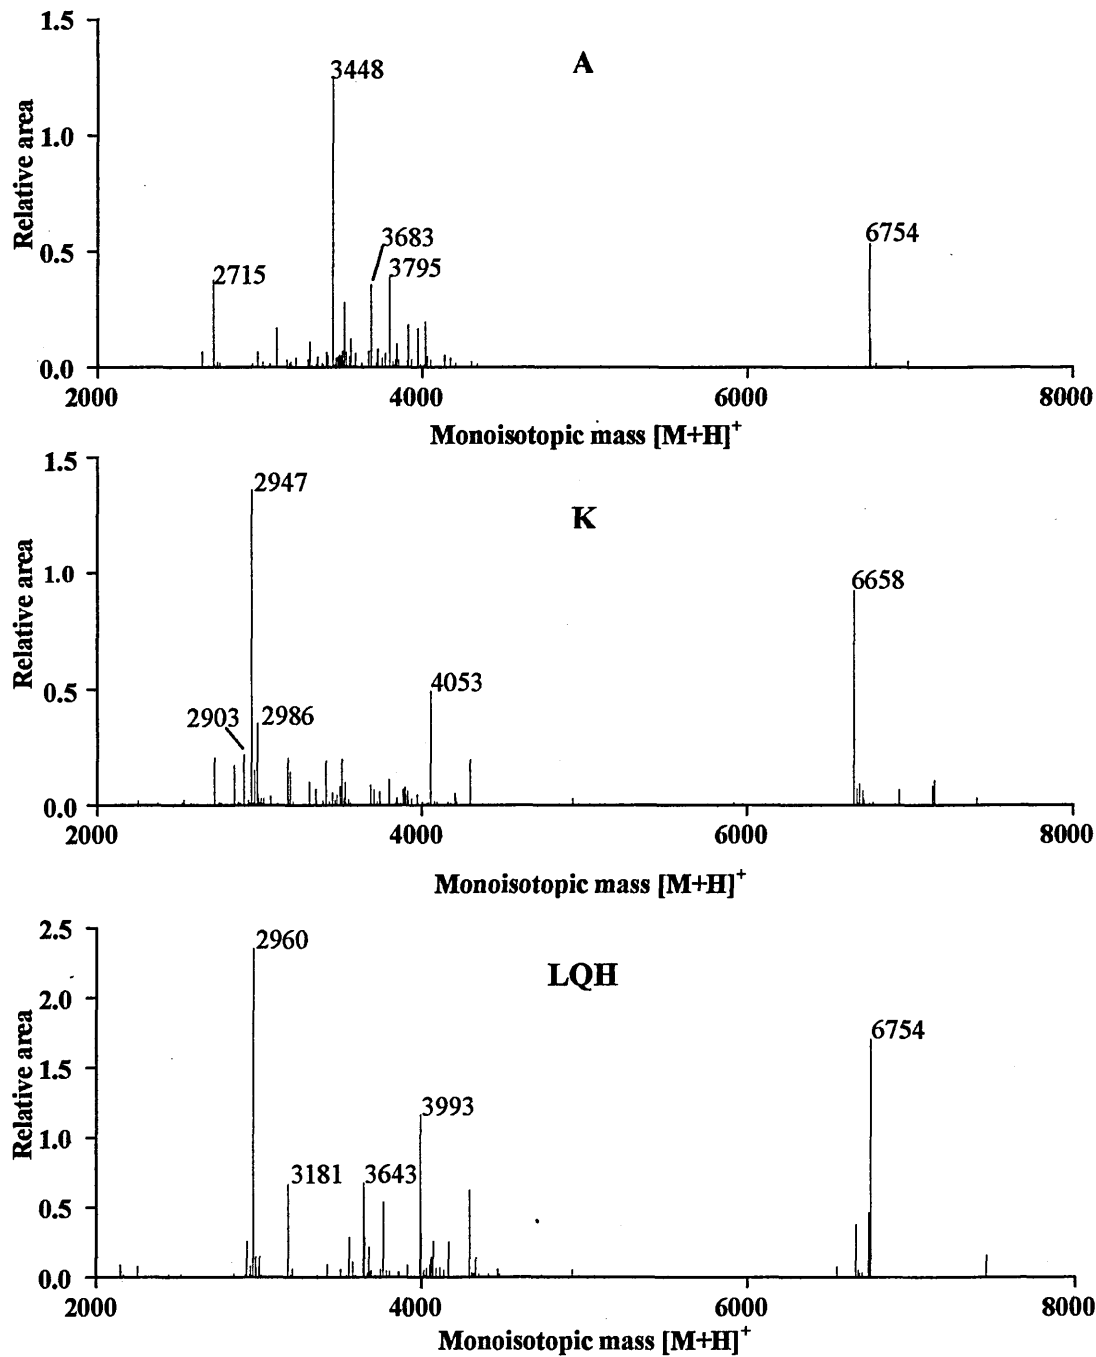 1.5
A
3448
Relative area
1.0
3683
3795
6754
0.5
2715
0.0
2000 4000 6000 8000
Monoisotopic mass [M+H]+
1.5
2947
K
Relative area
1.0
6658
4053
0.5
2903 2986
0.0
2000 4000 6000 8000
Monoisotopic mass [M+H]+
2.5
2960
LQH
2.0
Relative area
6754
1.5
3993
1.0
3181 3643
0.5
0.0
2000 4000 6000 8000
Monoisotopic mass [M+H]+